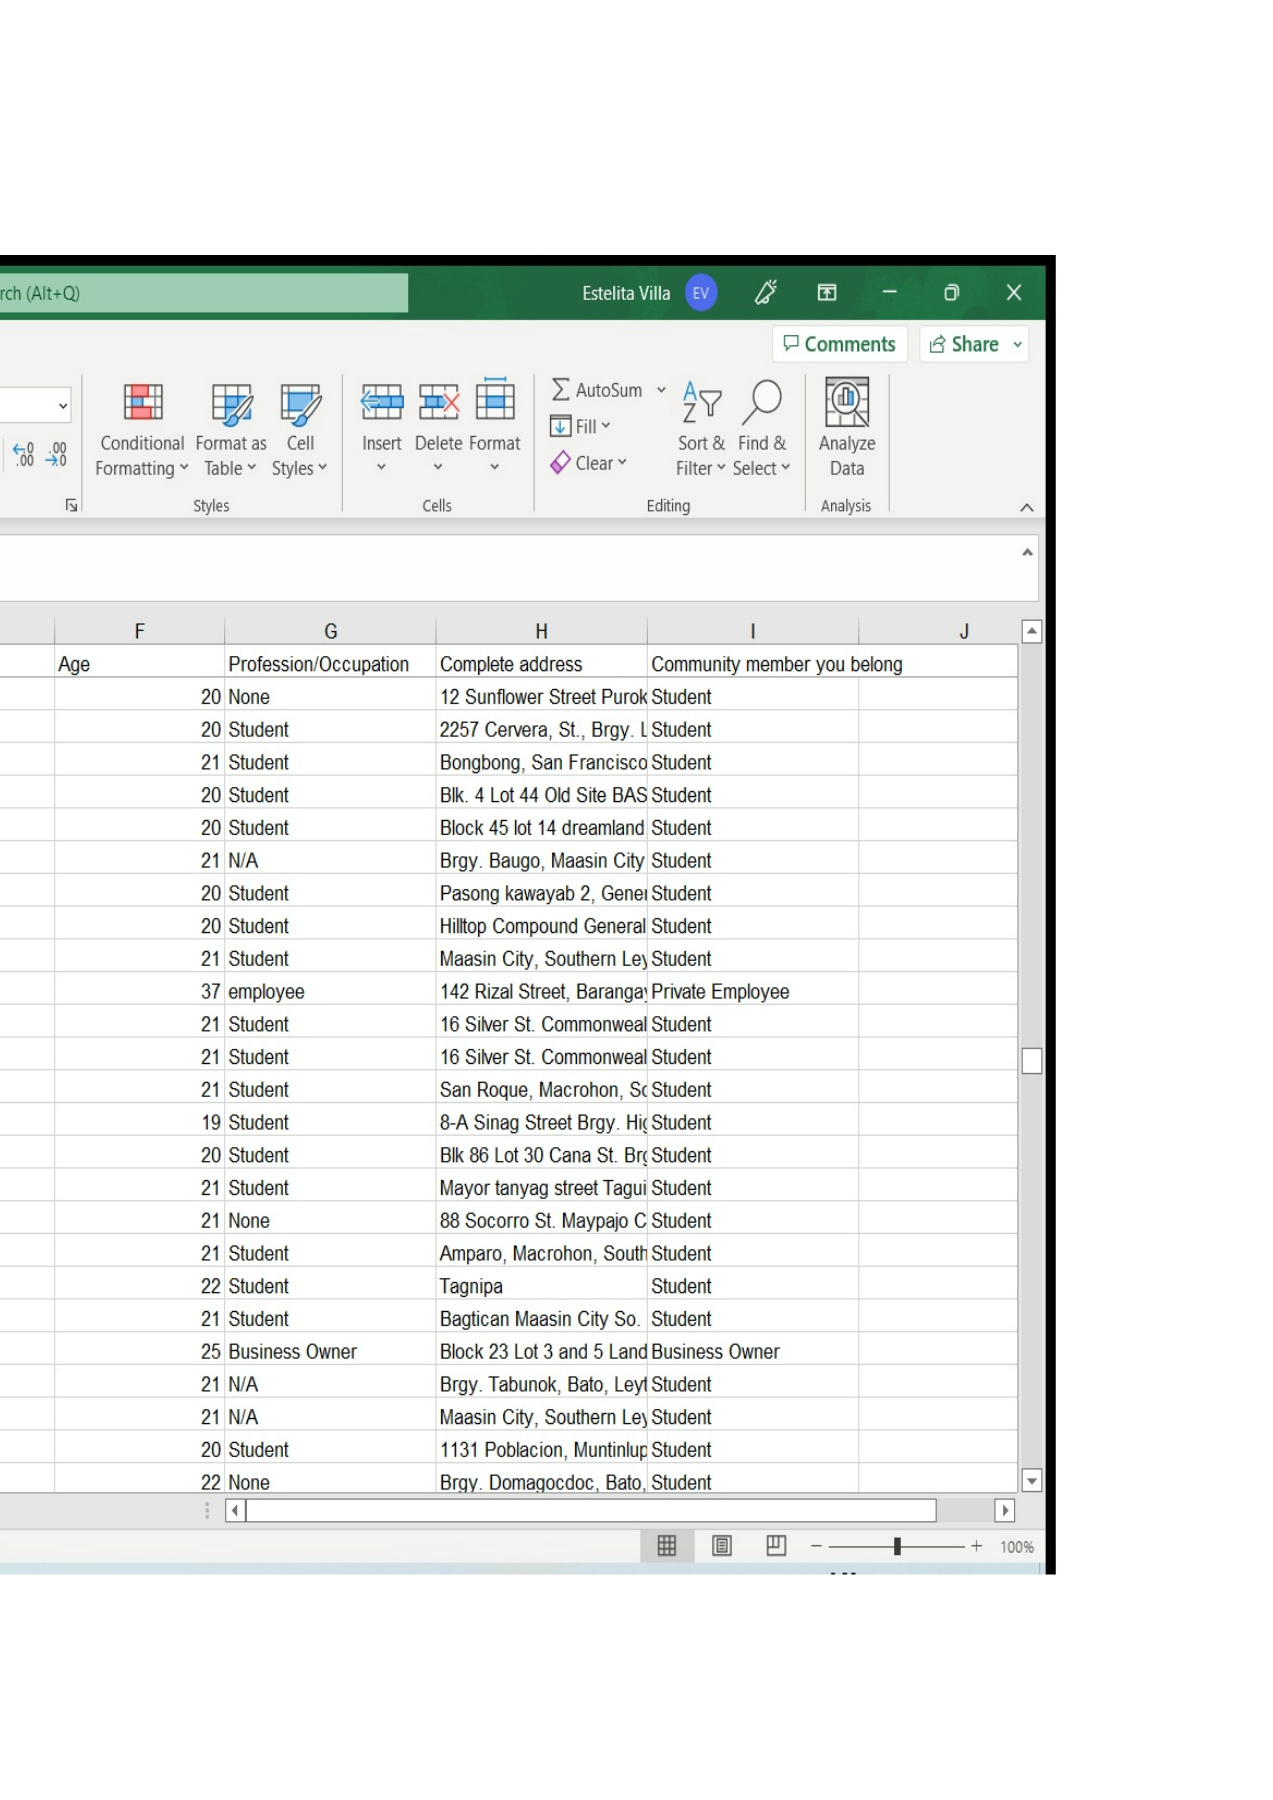 rch (Alt+Q) Estelita Villa EV
Comments Share
Conditional Formatting Format as Table Cell Styles Insert Delete Format AutoSum Fill Clear Sort & Filter Find & Select Analyze Data
Styles Cells Editing Analysis
F G H I J
Age Profession/Occupation Complete address Community member you belong
20 None 12 Sunflower Street Purok Student
20 Student 2257 Cervera, St., Brgy. L Student
21 Student Bongbong, San Francisco Student
20 Student Blk. 4 Lot 44 Old Site BAS Student
20 Student Block 45 lot 14 dreamland Student
21 N/A Brgy. Baugo, Maasin City Student
20 Student Pasong kawayab 2, Gener Student
20 Student Hilltop Compound General Student
21 Student Maasin City, Southern Ley Student
37 employee 142 Rizal Street, Barangay Private Employee
21 Student 16 Silver St. Commonweal Student
21 Student 16 Silver St. Commonweal Student
21 Student San Roque, Macrohon, So Student
19 Student 8-A Sinag Street Brgy. Hig Student
20 Student Blk 86 Lot 30 Cana St. Brg Student
21 Student Mayor tanyag street Tagui Student
21 None 88 Socorro St. Maypajo C Student
21 Student Amparo, Macrohon, South Student
22 Student Tagnipa Student
21 Student Bagtican Maasin City So. Student
25 Business Owner Block 23 Lot 3 and 5 Land Business Owner
21 N/A Brgy. Tabunok, Bato, Leyt Student
21 N/A Maasin City, Southern Ley Student
20 Student 1131 Poblacion, Muntinlup Student
22 None Brgy. Domagocdoc, Bato, Student
100%